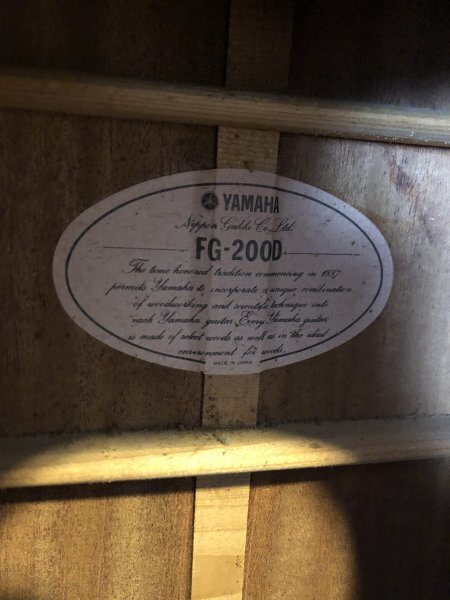 YAMAHA
Nippon Gakki Co., Ltd.
FG-200D
The time honored tradition commencing in 1887
permits Yamaha to incorporate a unique combination
of woodworking and scientific technique into
each Yamaha guitar. Every Yamaha guitar
is made of select woods as well as in the ideal
environment for woods.
MADE IN JAPAN